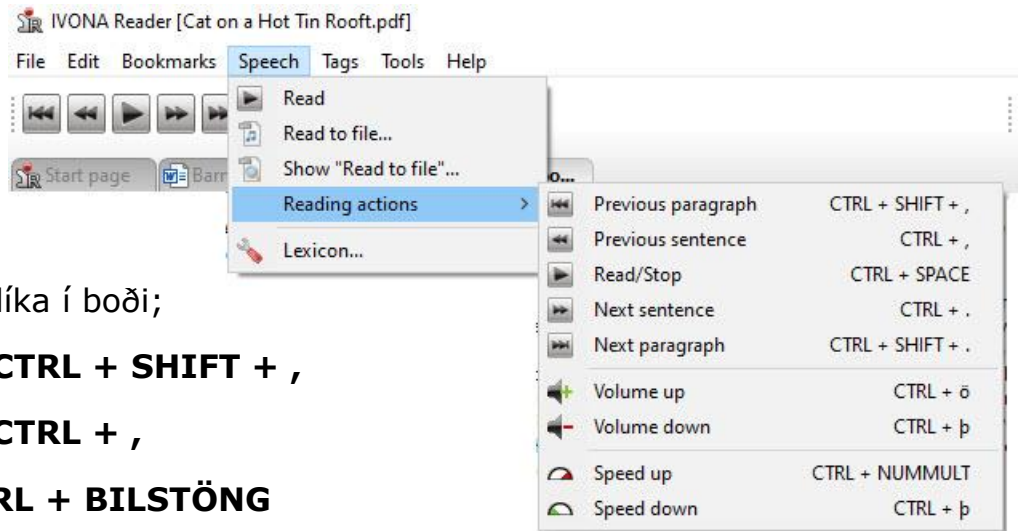 IVONA Reader [Cat on a Hot Tin Rooft.pdf]
File Edit Bookmarks Speech Tags Tools Help
Read
Read to file...
Show "Read to file"...
Reading actions
Lexicon...
Start page
Previous paragraph CTRL + SHIFT + ,
Previous sentence CTRL + ,
Read/Stop CTRL + SPACE
Next sentence CTRL + .
Next paragraph CTRL + SHIFT + .
Volume up CTRL + ö
Volume down CTRL + þ
Speed up CTRL + NUMMULT
Speed down CTRL + þ
líka í boði;
CTRL + SHIFT + ,
CTRL + ,
RL + BILSTÖNG